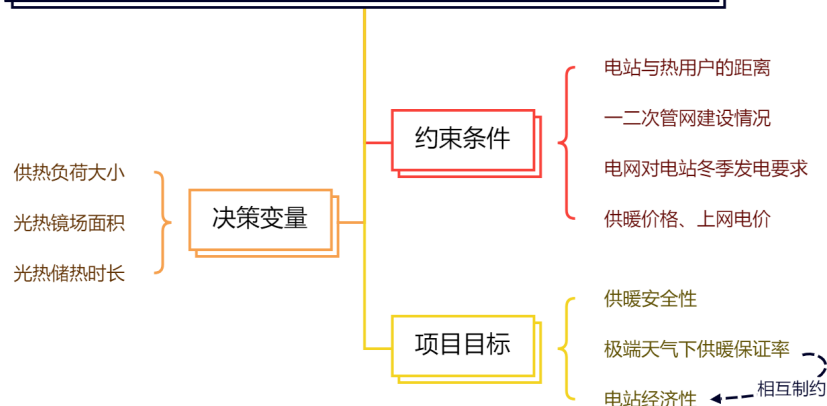 约束条件
电站与热用户的距离
一二次管网建设情况
电网对电站冬季发电要求
供暖价格、上网电价
决策变量
供热负荷大小
光热镜场面积
光热储热时长
项目目标
供暖安全性
极端天气下供暖保证率
电站经济性
相互制约